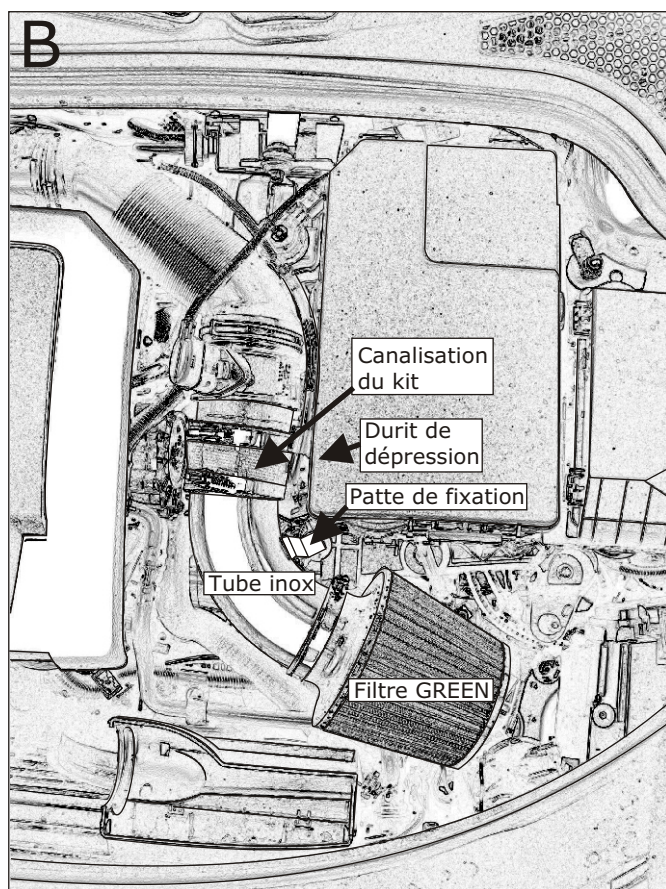 B
Canalisation
du kit
Durit de
dépression
Patte de fixation
Tube inox
Filtre GREEN